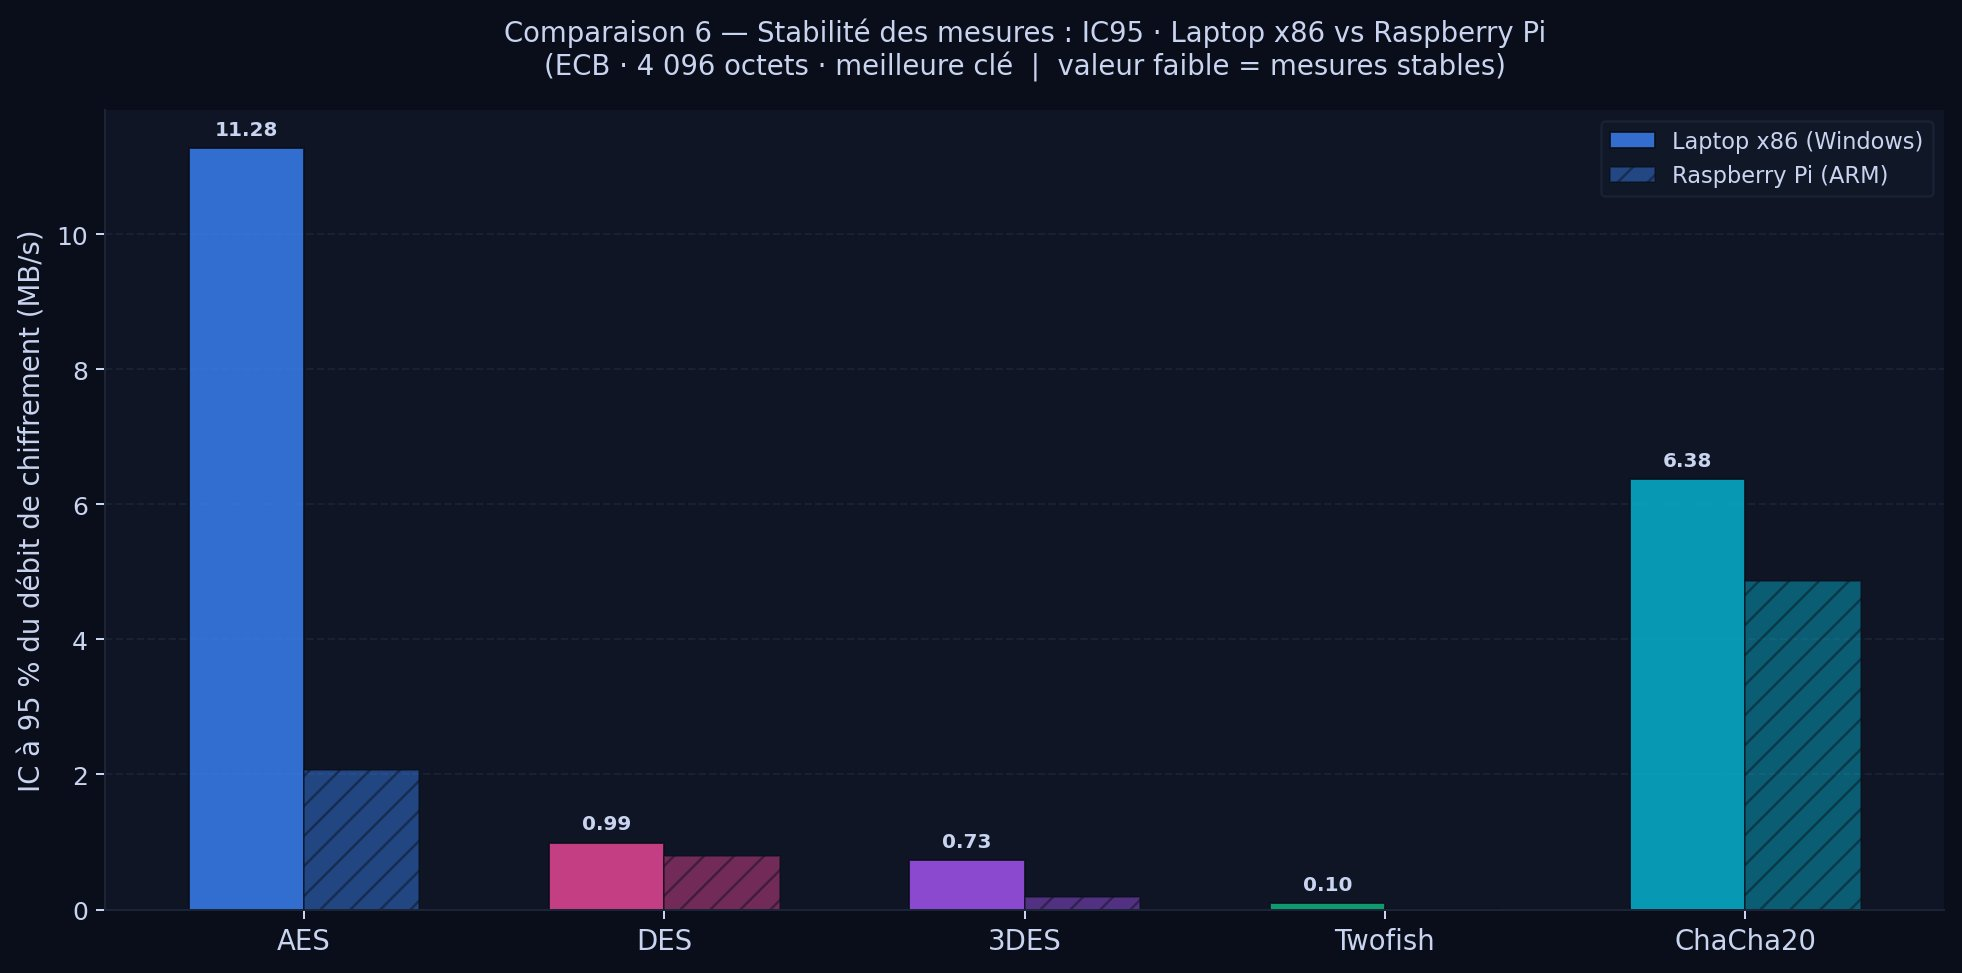 Comparaison 6 — Stabilité des mesures : IC95 · Laptop x86 vs Raspberry Pi
(ECB · 4 096 octets · meilleure clé | valeur faible = mesures stables)
IC à 95 % du débit de chiffrement (MB/s)
Laptop x86 (Windows)
Raspberry Pi (ARM)
10
8
6
4
2
0
11.28
0.99
0.73
0.10
6.38
AES
DES
3DES
Twofish
ChaCha20